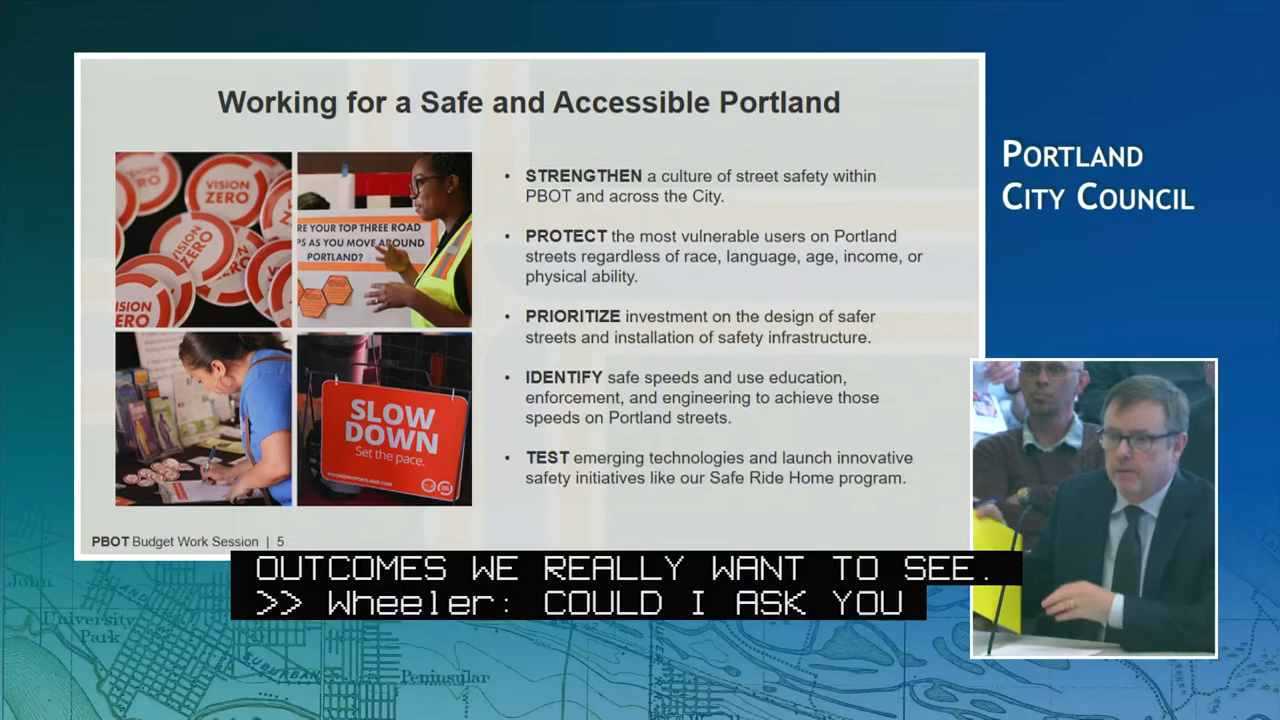 Working for a Safe and Accessible Portland
VISION
ZERO
VISION
ZERO
RE YOUR TOP THREE ROAD
PS AS YOU MOVE AROUND
PORTLAND?
SLOW
DOWN
Set the pace.
• STRENGTHEN a culture of street safety within
PBOT and across the City.
• PROTECT the most vulnerable users on Portland
streets regardless of race, language, age, income, or
physical ability.
• PRIORITIZE investment on the design of safer
streets and installation of safety infrastructure.
• IDENTIFY safe speeds and use education,
enforcement, and engineering to achieve those
speeds on Portland streets.
• TEST emerging technologies and launch innovative
safety initiatives like our Safe Ride Home program.
PBOT Budget Work Session | 5
PORTLAND
CITY COUNCIL
OUTCOMES WE REALLY WANT TO SEE.
>> Wheeler: COULD I ASK YOU
John
University
Park
SUBURBAN
Peninsular